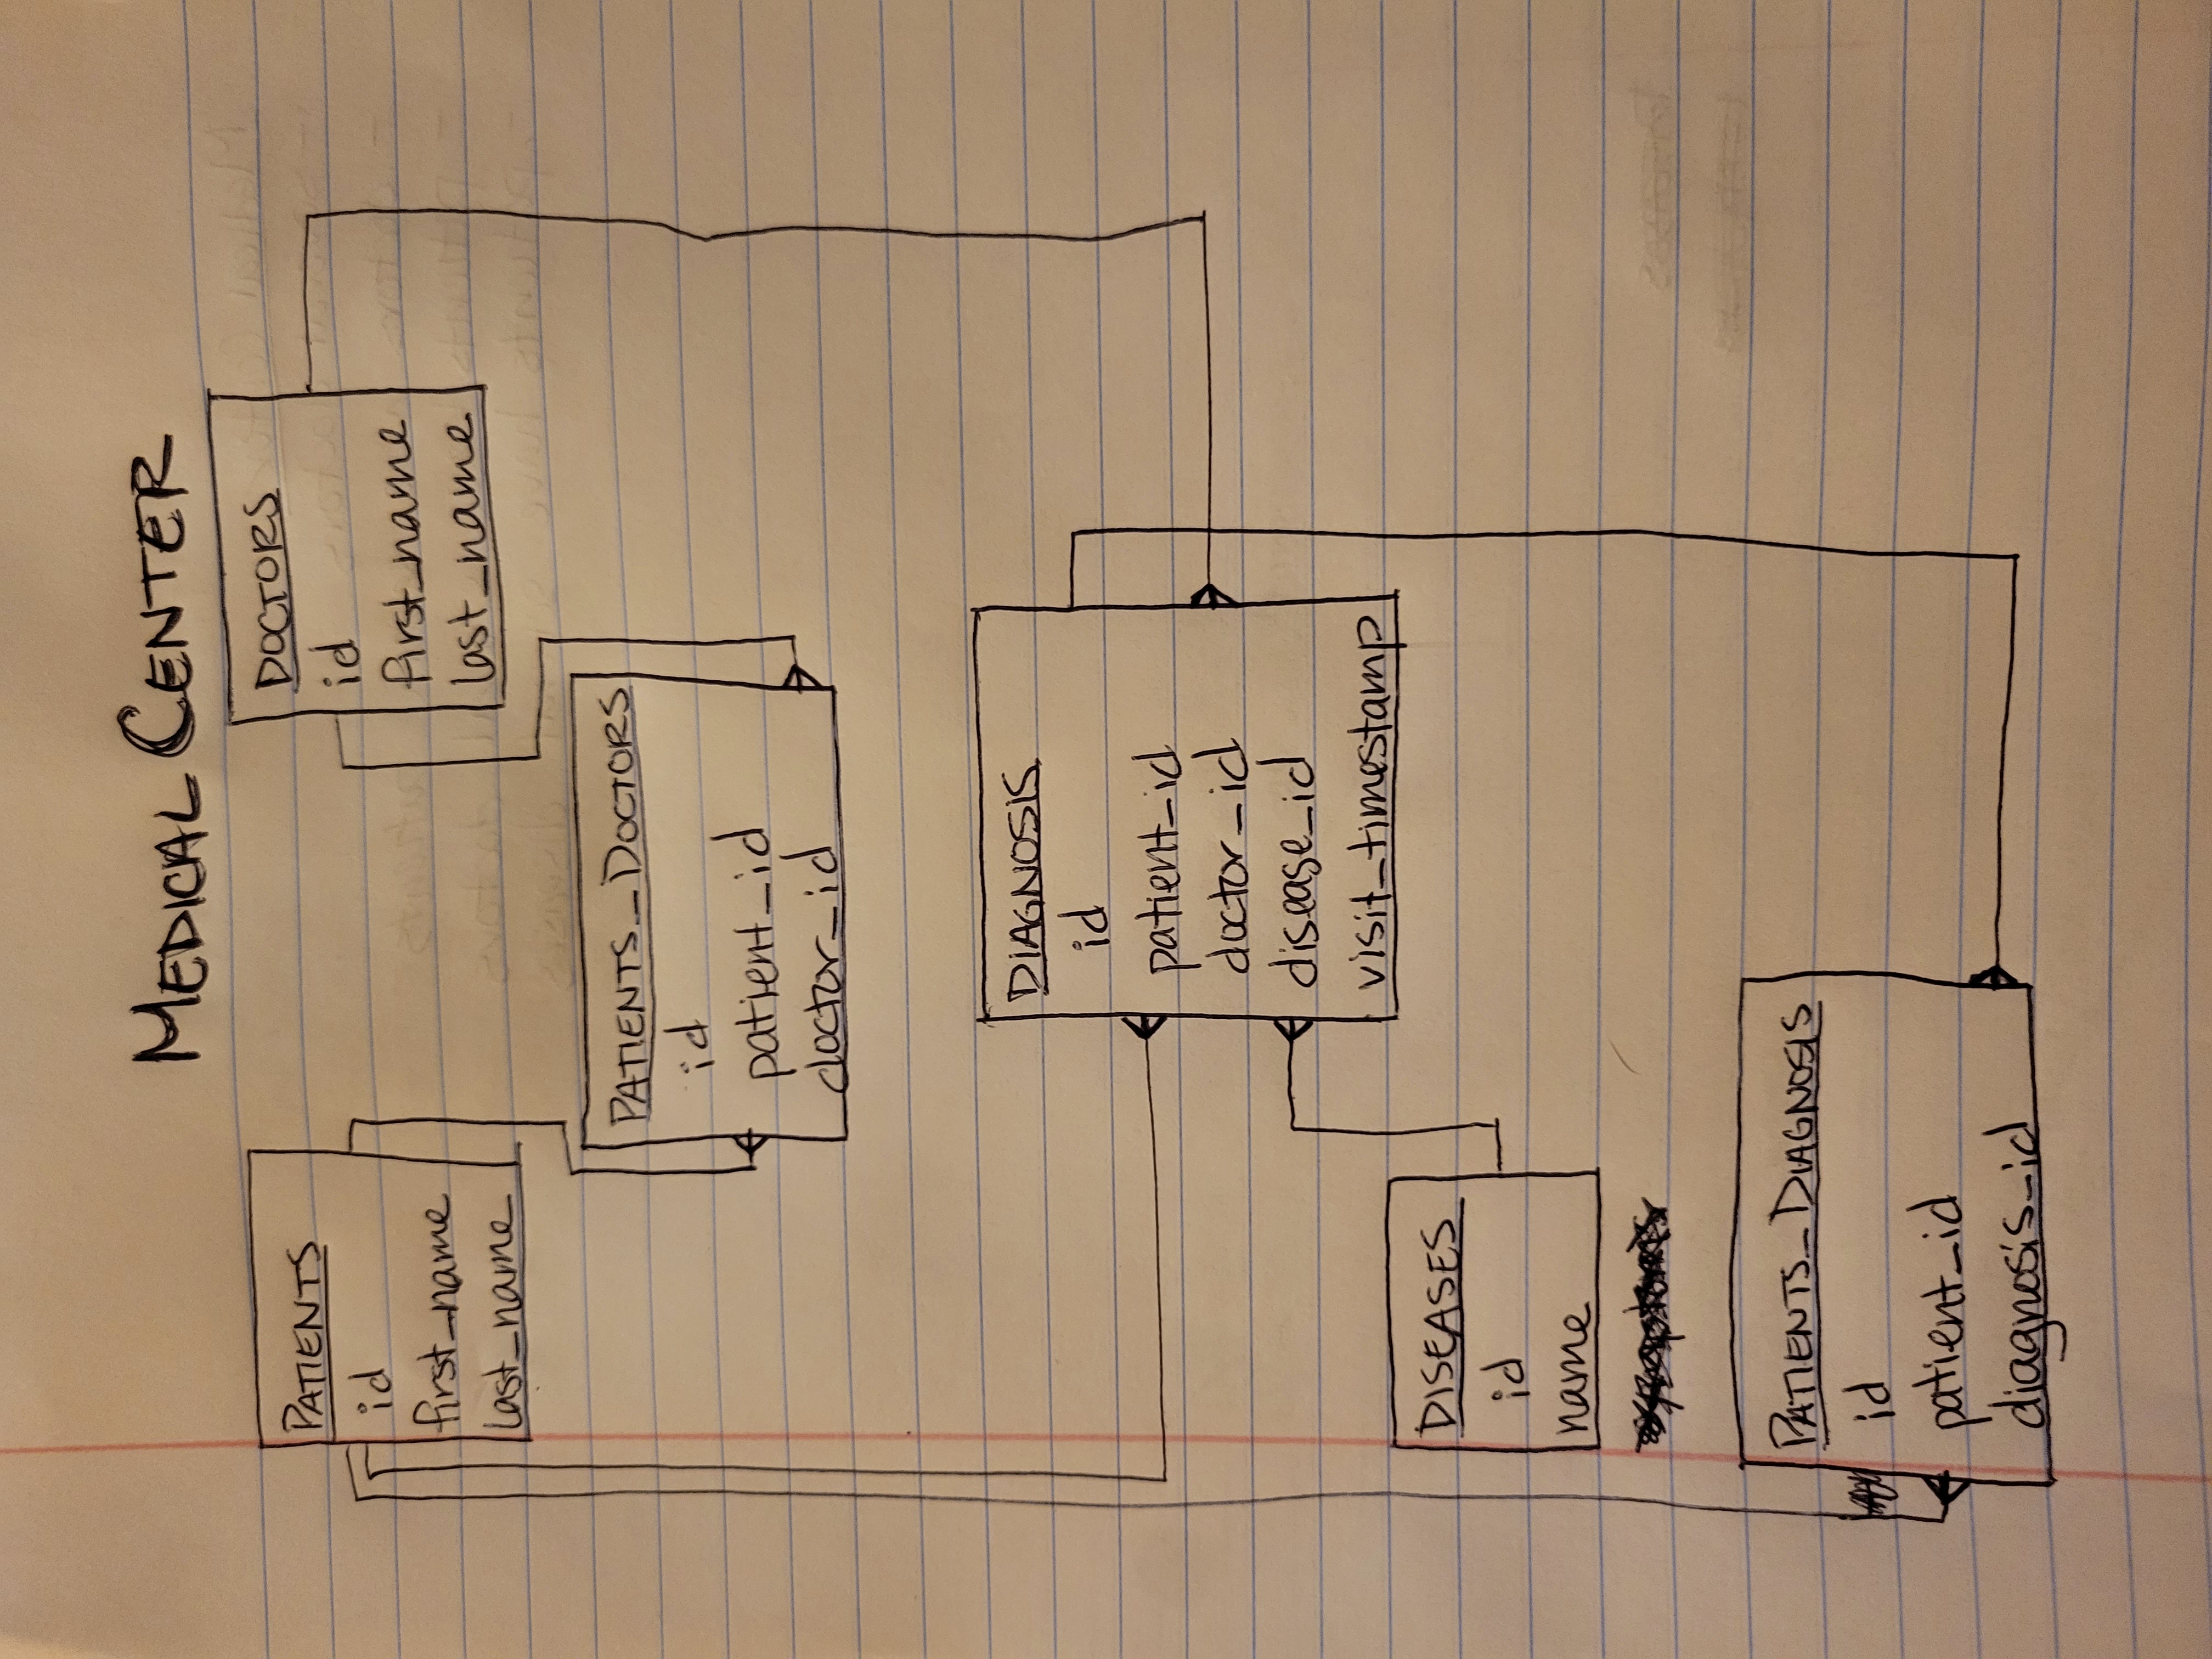 MEDICAL CENTER
PATIENTS
id
first_name
last_name
DOCTORS
id
first_name
last_name
PATIENTS_DOCTORS
id
patient_id
doctor_id
DIAGNOSIS
id
patient_id
doctor_id
disease_id
visit_timestamp
DISEASES
id
name
symptoms
PATIENTS_DIAGNOSIS
id
patient_id
diagnosis_id